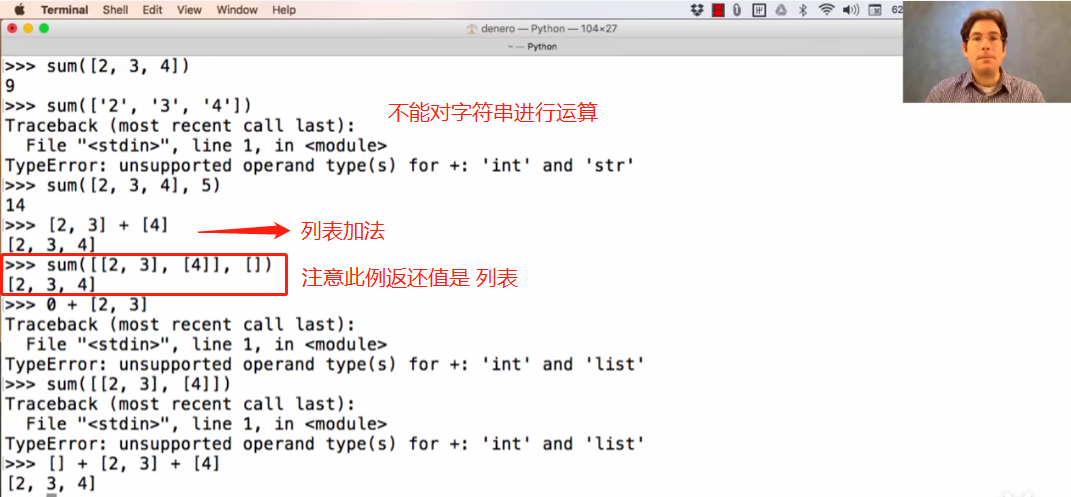 Terminal Shell Edit View Window Help
denero — Python — 104×27
~ — Python
>>> sum([2, 3, 4])
9
>>> sum(['2', '3', '4'])
不能对字符串进行运算
Traceback (most recent call last):
  File "<stdin>", line 1, in <module>
TypeError: unsupported operand type(s) for +: 'int' and 'str'
>>> sum([2, 3, 4], 5)
14
>>> [2, 3] + [4]
列表加法
[2, 3, 4]
>>> sum([[2, 3], [4]], [])
注意此例返还值是 列表
[2, 3, 4]
>>> 0 + [2, 3]
Traceback (most recent call last):
  File "<stdin>", line 1, in <module>
TypeError: unsupported operand type(s) for +: 'int' and 'list'
>>> sum([[2, 3], [4]])
Traceback (most recent call last):
  File "<stdin>", line 1, in <module>
TypeError: unsupported operand type(s) for +: 'int' and 'list'
>>> [] + [2, 3] + [4]
[2, 3, 4]